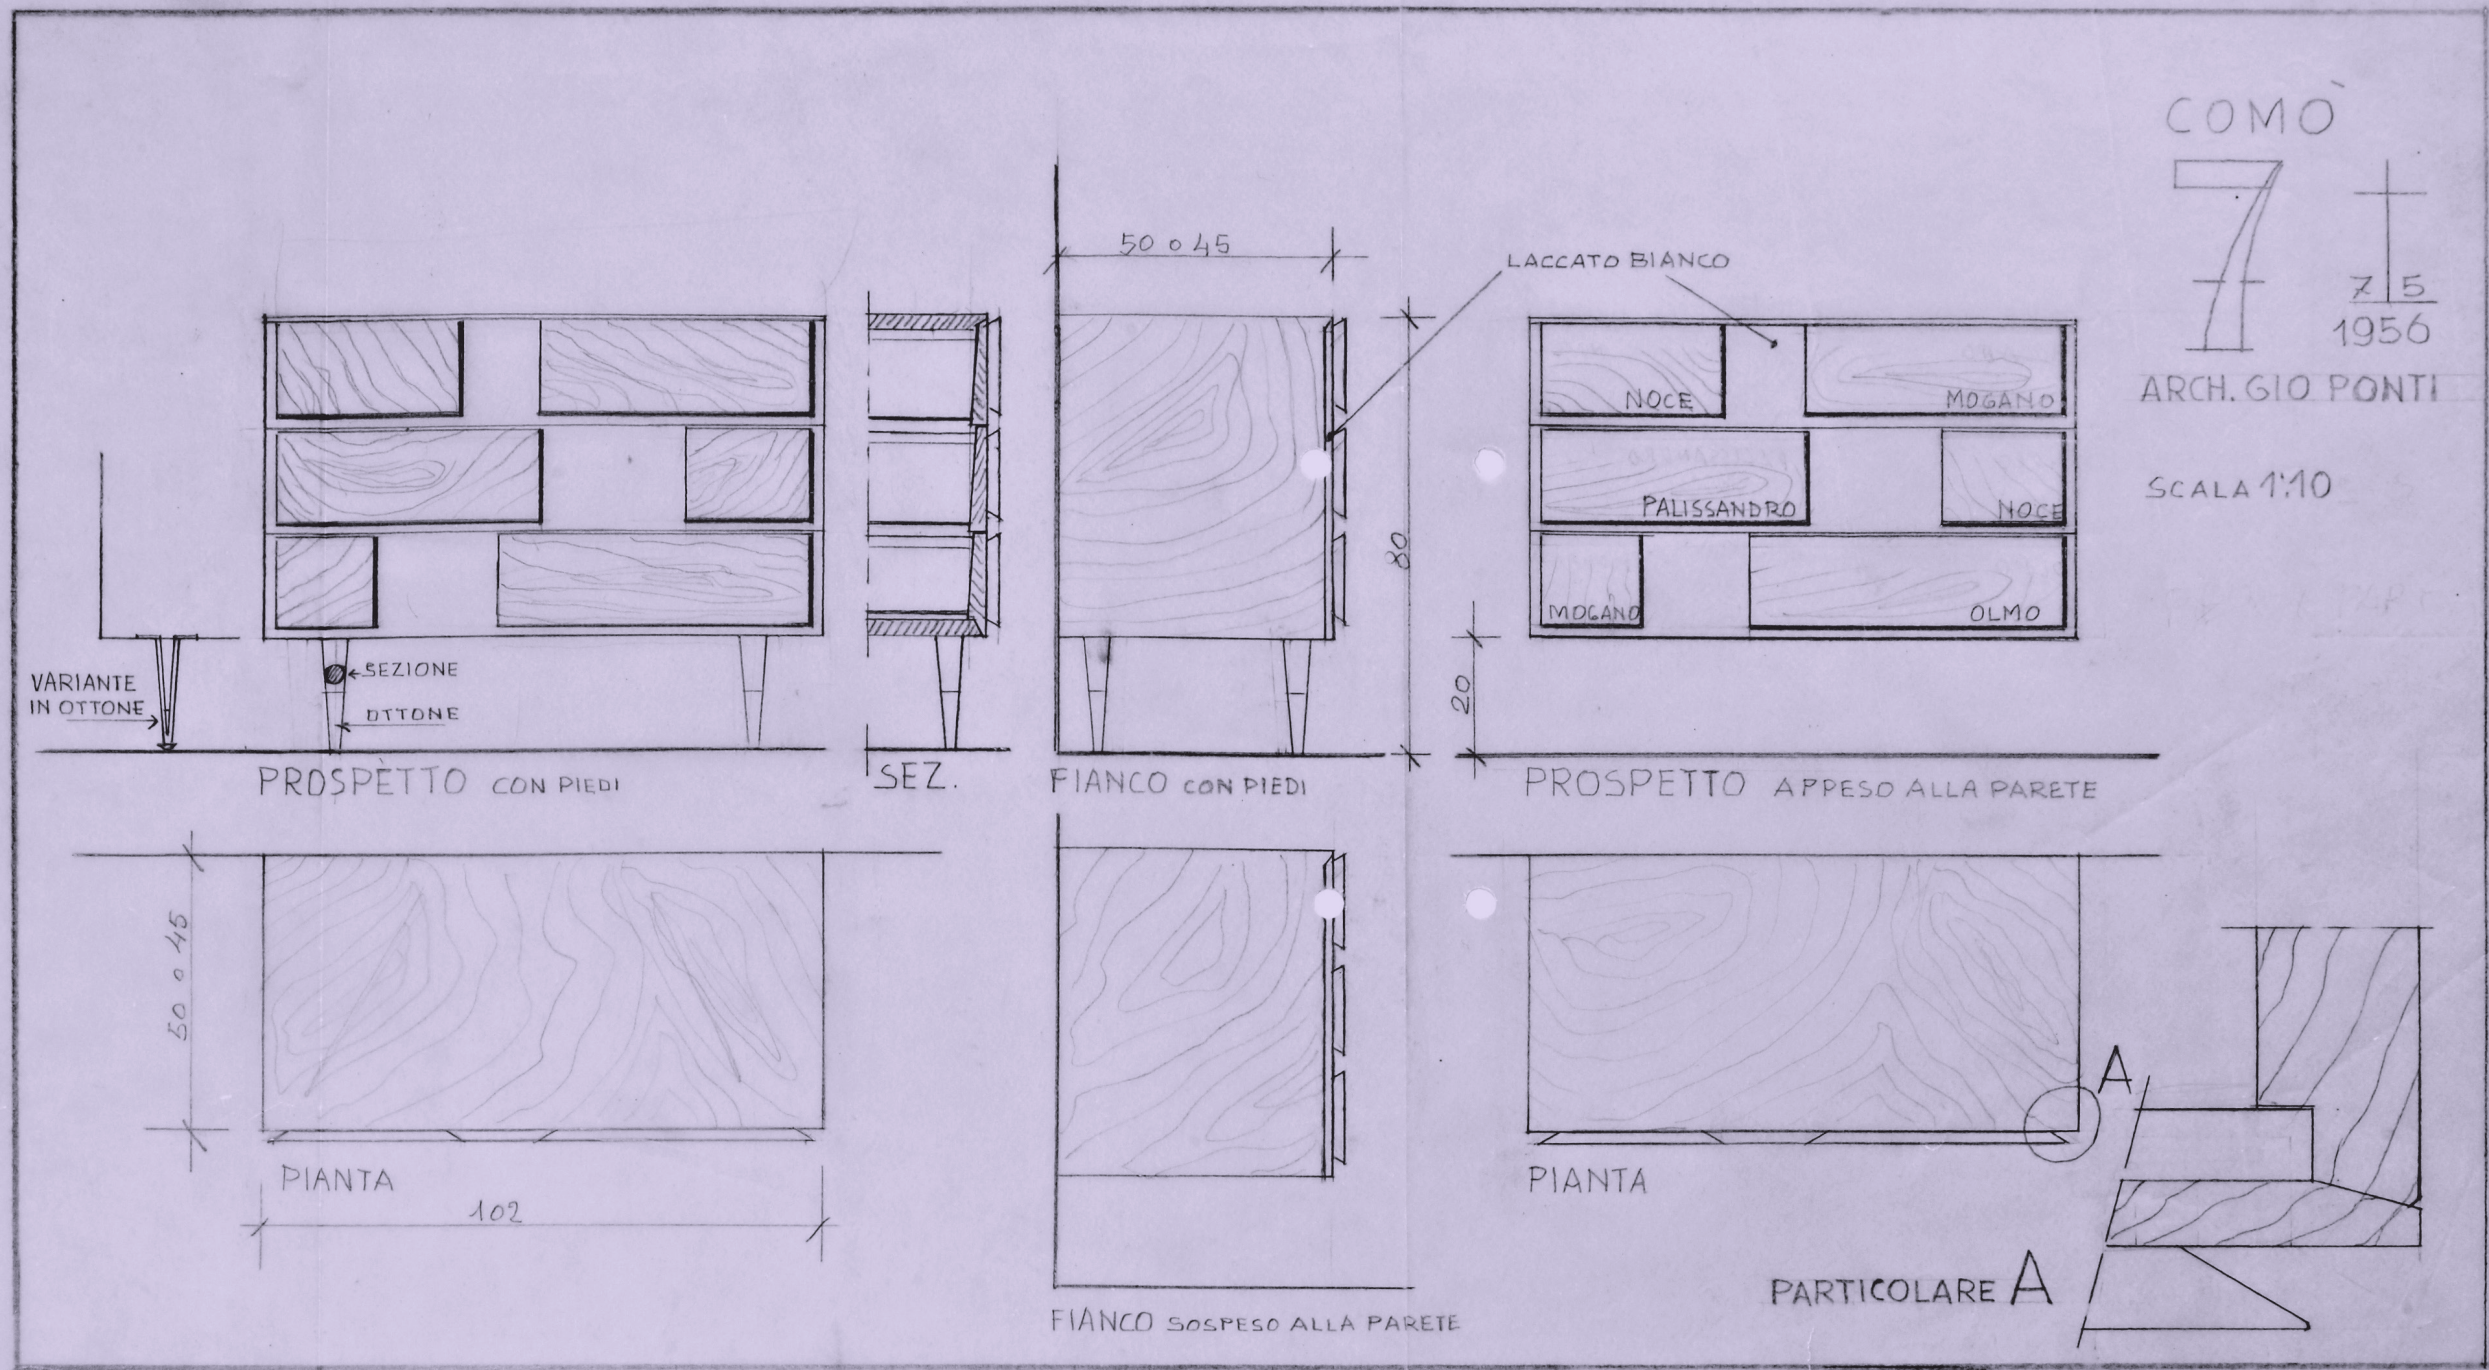 COMÒ
7
7 5
1956
ARCH. GIO PONTI
SCALA 1:10
50 o 45
LACCATO BIANCO
NOCE
MOGANO
PALISSANDRO
NOCE
MOGANO
OLMO
80
20
VARIANTE
IN OTTONE
SEZIONE
OTTONE
PROSPÈTTO CON PIEDI
SEZ.
FIANCO CON PIEDI
PROSPETTO APPESO ALLA PARETE
50 o 45
PIANTA
102
FIANCO SOSPESO ALLA PARETE
PIANTA
A
PARTICOLARE A